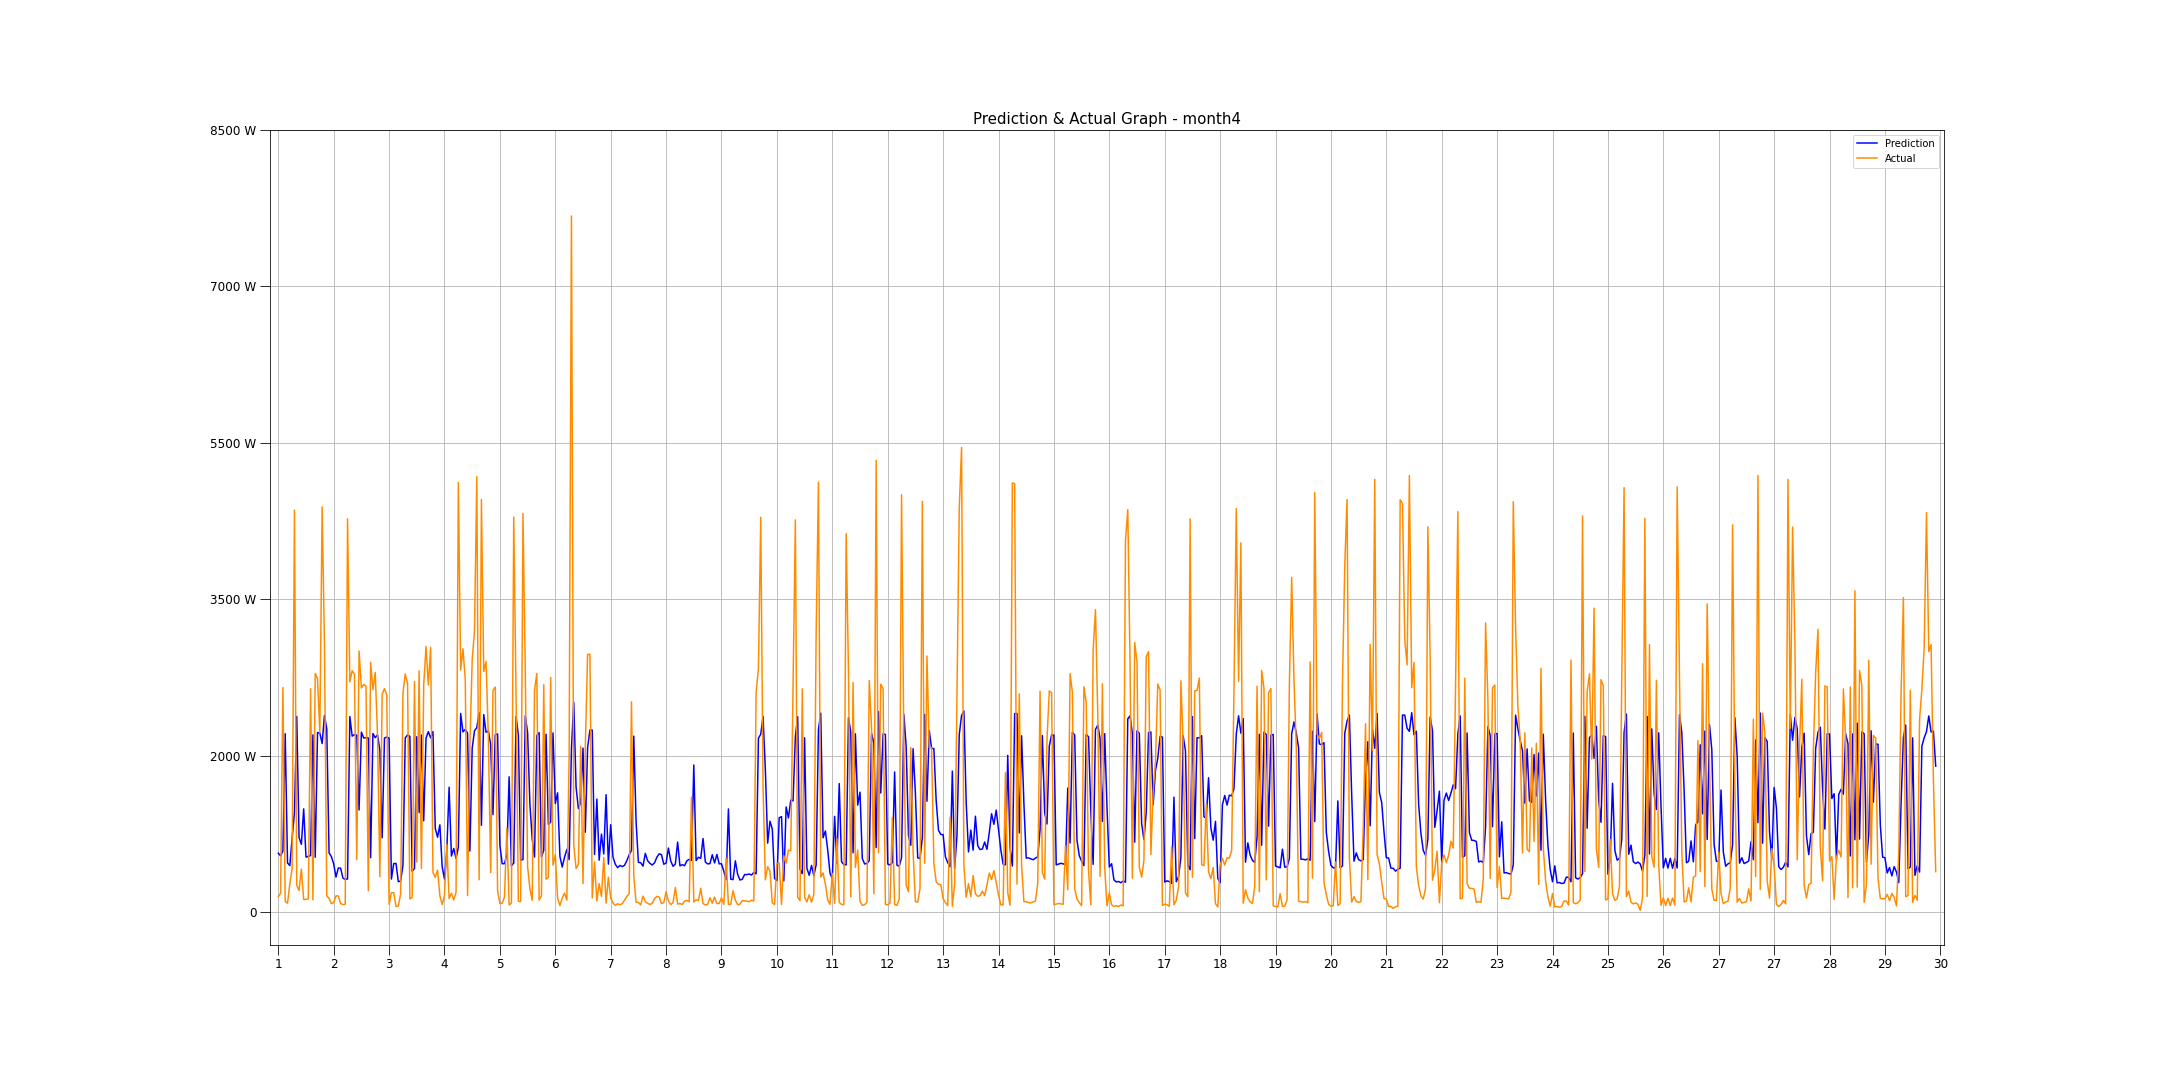 Prediction & Actual Graph - month4
8500 W
7000 W
5500 W
3500 W
2000 W
0
Prediction
Actual
1 2 3 4 5 6 7 8 9 10 11 12 13 14 15 16 17 18 19 20 21 22 23 24 25 26 27 27 28 29 30